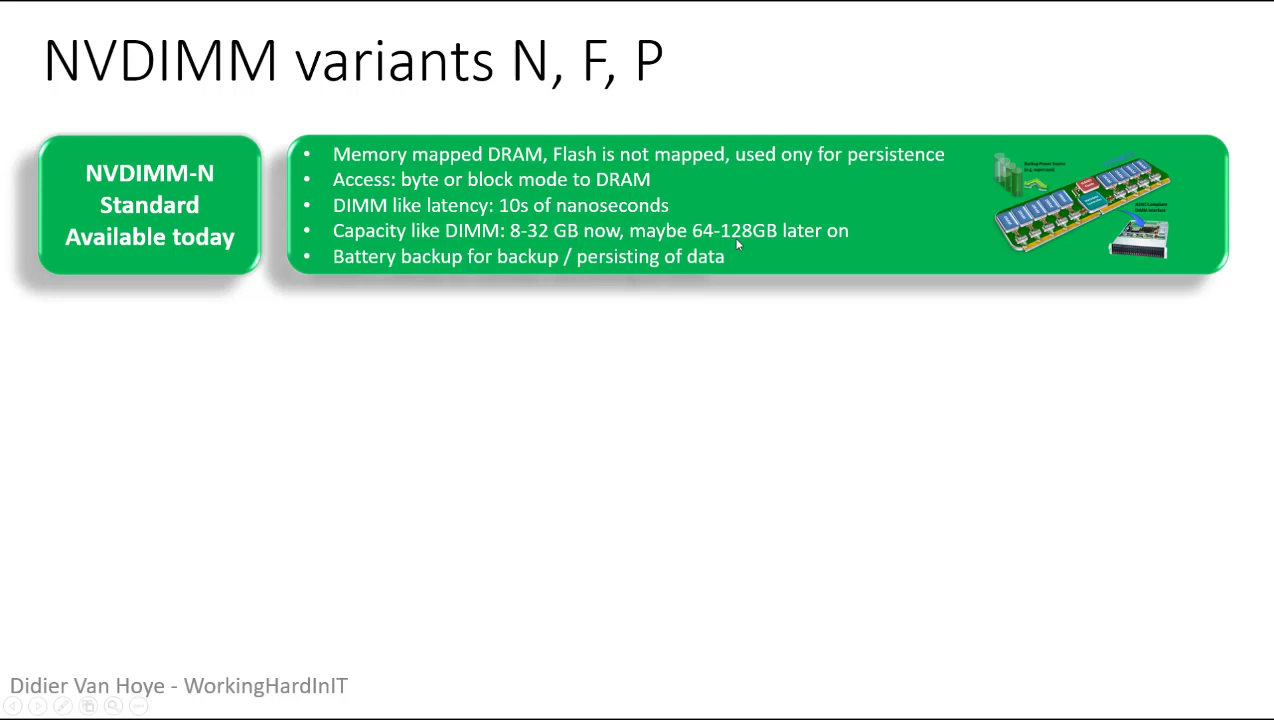 NVDIMM variants N, F, P
NVDIMM-N
Standard
Available today
• Memory mapped DRAM, Flash is not mapped, used ony for persistence
• Access: byte or block mode to DRAM
• DIMM like latency: 10s of nanoseconds
• Capacity like DIMM: 8-32 GB now, maybe 64-128GB later on
• Battery backup for backup / persisting of data
Didier Van Hoye - WorkingHardInIT